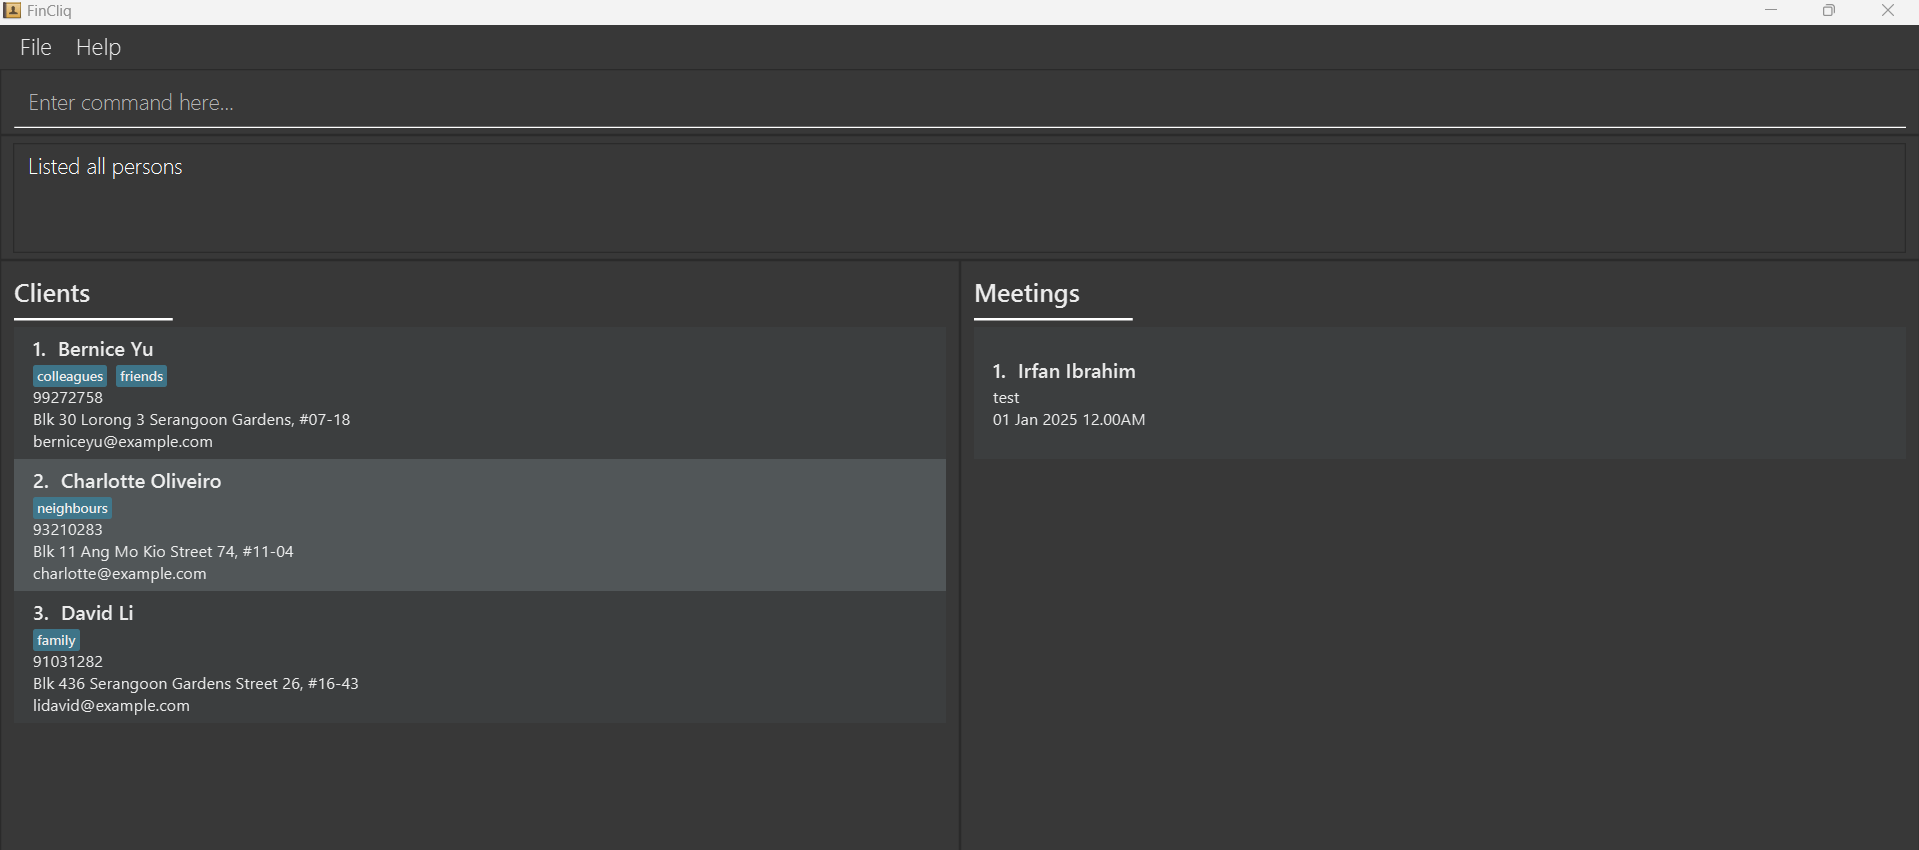 FinCliq
File Help
Enter command here...
Listed all persons
Clients
1. Bernice Yu
colleagues friends
99272758
Blk 30 Lorong 3 Serangoon Gardens, #07-18
berniceyu@example.com
2. Charlotte Oliveiro
neighbours
93210283
Blk 11 Ang Mo Kio Street 74, #11-04
charlotte@example.com
3. David Li
family
91031282
Blk 436 Serangoon Gardens Street 26, #16-43
lidavid@example.com
Meetings
1. Irfan Ibrahim
test
01 Jan 2025 12.00AM